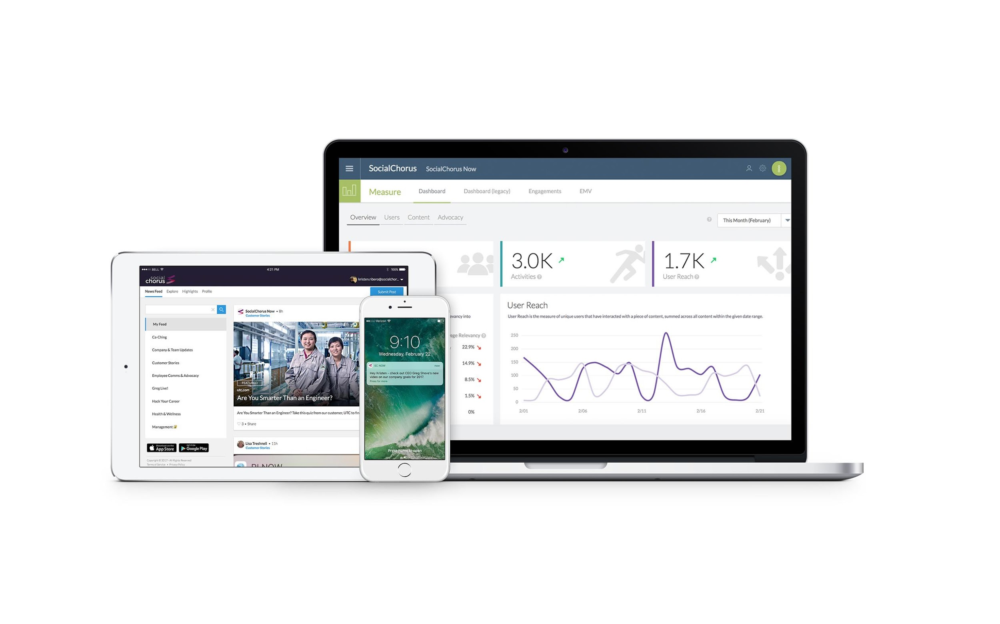 SocialChorus SocialChorus Now
Measure Dashboard Dashboard (legacy) Engagements EMV
Overview Users Content Advocacy
This Month (February)
3.0K
Activities
1.7K
User Reach
evancy into
age Relevancy
22.9%
14.9%
8.5%
1.5%
0%
User Reach
User Reach is the measure of unique users that have interacted with a piece of content, summed across all content within the given date range.
250
200
150
100
50
0
2/01 2/06 2/11 2/16 2/21
BELL 4:21 PM 100%
social
chorus
kristen.ribero@socialchor...
News Feed Explore Highlights Profile
Submit Post
My Feed
Ca-Ching
Company & Team Updates
Customer Stories
Employee Comms & Advocacy
Greg Live!
Hack Your Career
Health & Wellness
Management
Download on the
App Store
GET IT ON
Google Play
Copyright © 2017 - All Rights Reserved
Terms of Service • Privacy Policy
SocialChorus Now • 8h
Customer Stories
FEATURED
utc.com
Are You Smarter Than an Engineer?
Are You Smarter Than an Engineer? Take this quiz from our customer, UTC to fin
3 • Share
Lisa Treshnell • 11h
Customer Stories
Verizon
9:10
Wednesday, February 22
SC NOW now
Hey Kristen - check out CEO Greg Shove's new
video on our company goals for 2017.
Press for more
Press home to open